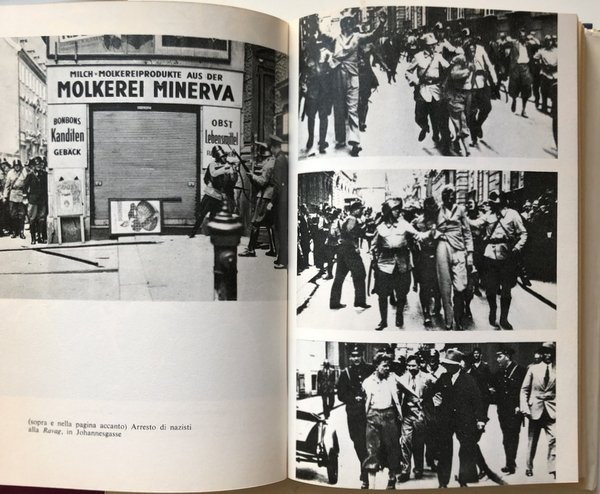 MILCH-MOLKEREIPRODUKTE AUS DER
MOLKEREI MINERVA
BONBONS
Kanditen
GEBÄCK
OBST
Lebensmittel
(sopra e nella pagina accanto) Arresto di nazisti
alla Ravag, in Johannesgasse